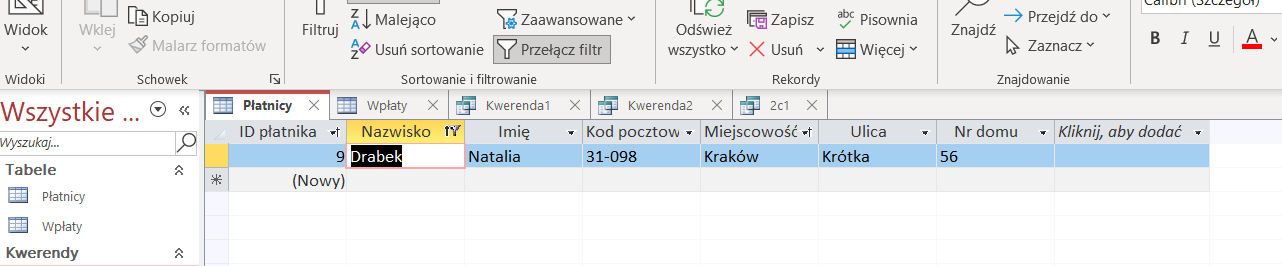 Widok
Wklej
Kopiuj
Malarz formatów
Filtruj
Malejąco
Usuń sortowanie
Zaawansowane
Przełącz filtr
Odśwież
wszystko
Zapisz
Usuń
Pisownia
Więcej
Znajdź
Przejdź do
Zaznacz
Calibri (Szczegół)
B I U A
Widoki Schowek Sortowanie i filtrowanie Rekordy Znajdowanie
Wszystkie ...
Wyszukaj...
Tabele
Płatnicy
Wpłaty
Kwerendy
Płatnicy Wpłaty Kwerenda1 Kwerenda2 2c1
ID płatnika Nazwisko Imię Kod pocztow Miejscowość Ulica Nr domu Kliknij, aby dodać
9 Drabek Natalia 31-098 Kraków Krótka 56
(Nowy)